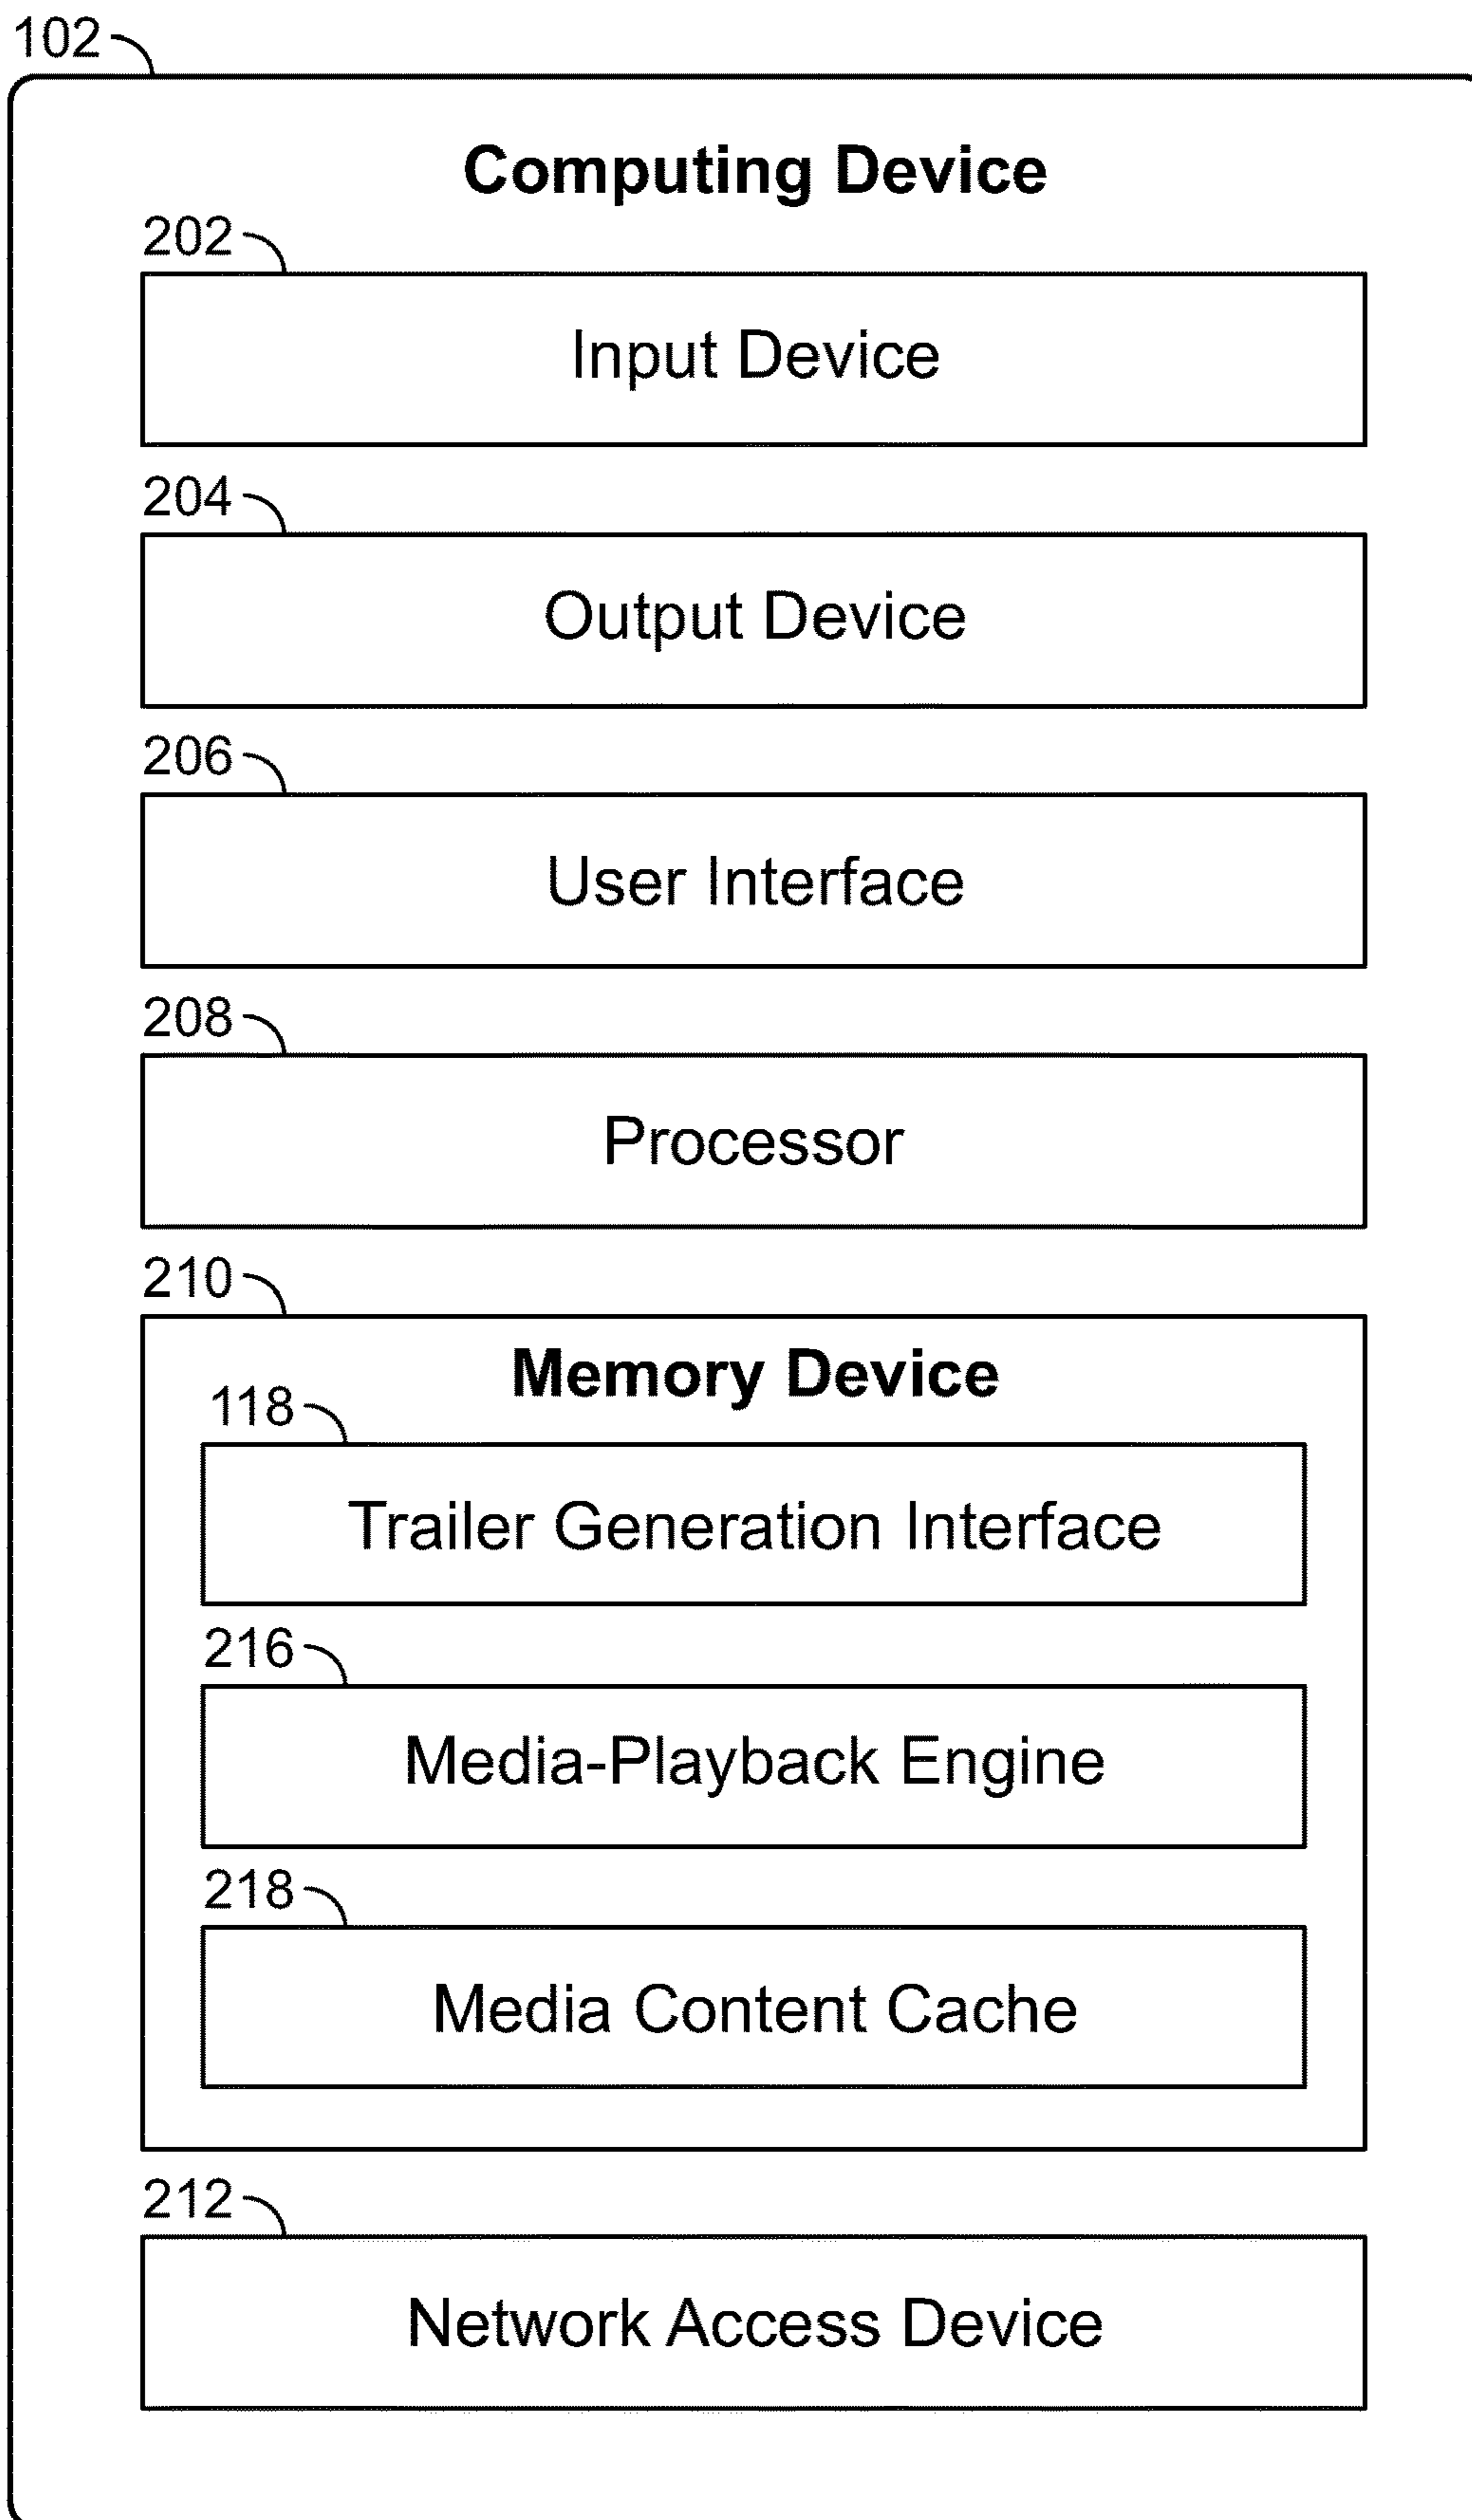 102
Computing Device
202
Input Device
204
Output Device
206
User Interface
208
Processor
210
Memory Device
118
Trailer Generation Interface
216
Media-Playback Engine
218
Media Content Cache
212
Network Access Device